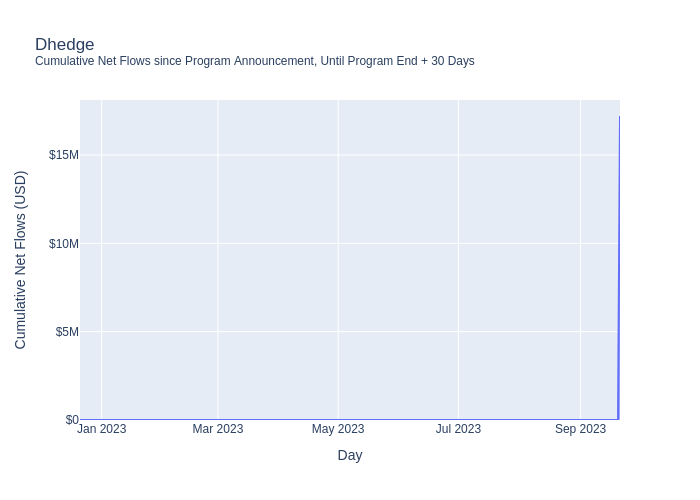 Dhedge
Cumulative Net Flows since Program Announcement, Until Program End + 30 Days
Cumulative Net Flows (USD)
$15M
$10M
$5M
$0
Jan 2023
Mar 2023
May 2023
Jul 2023
Sep 2023
Day